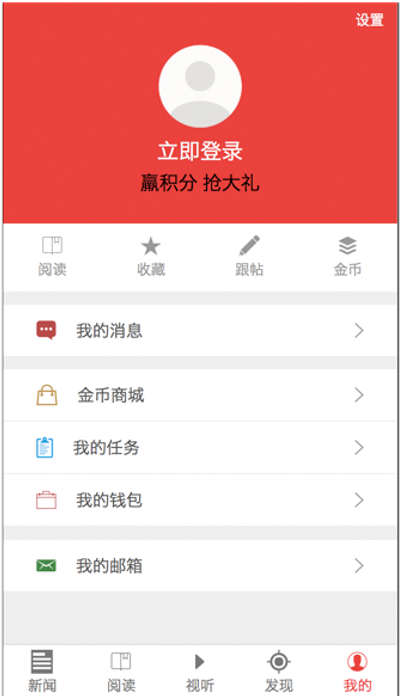 设置
立即登录
赢积分 抢大礼
阅读 收藏 跟帖 金币
我的消息
金币商城
我的任务
我的钱包
我的邮箱
新闻 阅读 视听 发现 我的